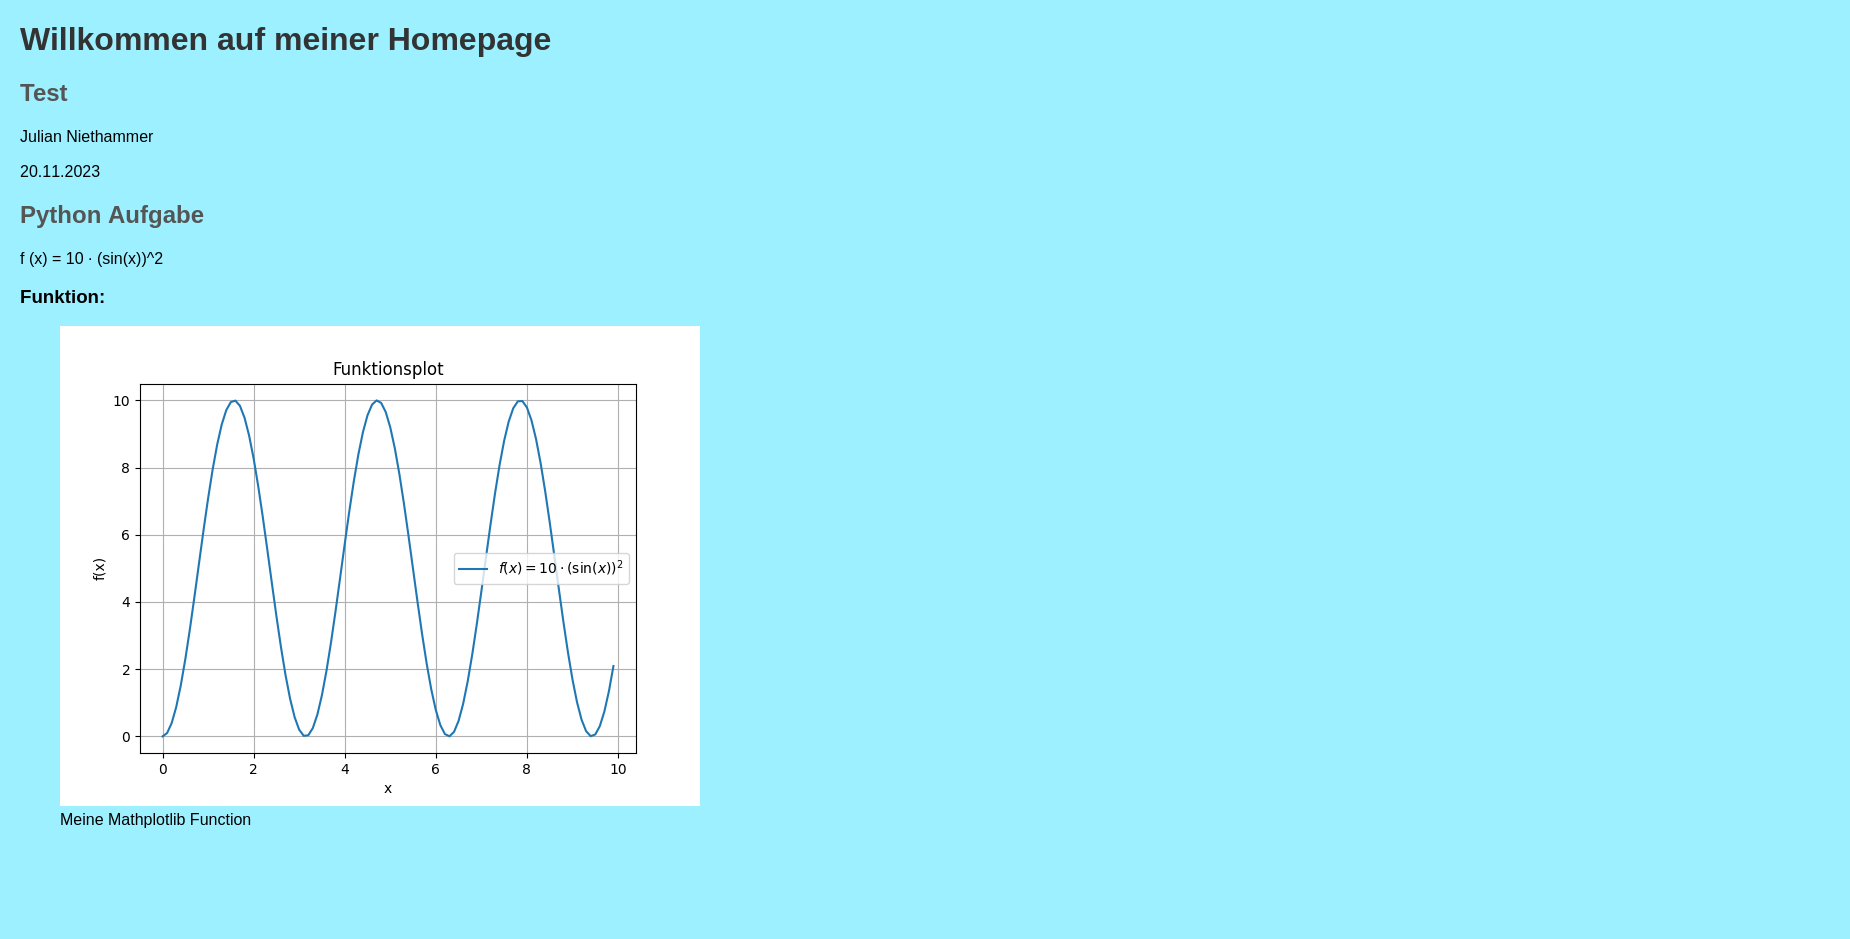 Willkommen auf meiner Homepage
Test
Julian Niethammer
20.11.2023
Python Aufgabe
f (x) = 10 · (sin(x))^2
Funktion:
Funktionsplot
10
8
6
4
2
0
f(x)
f(x) = 10 · (sin(x))²
0 2 4 6 8 10
x
Meine Mathplotlib Function